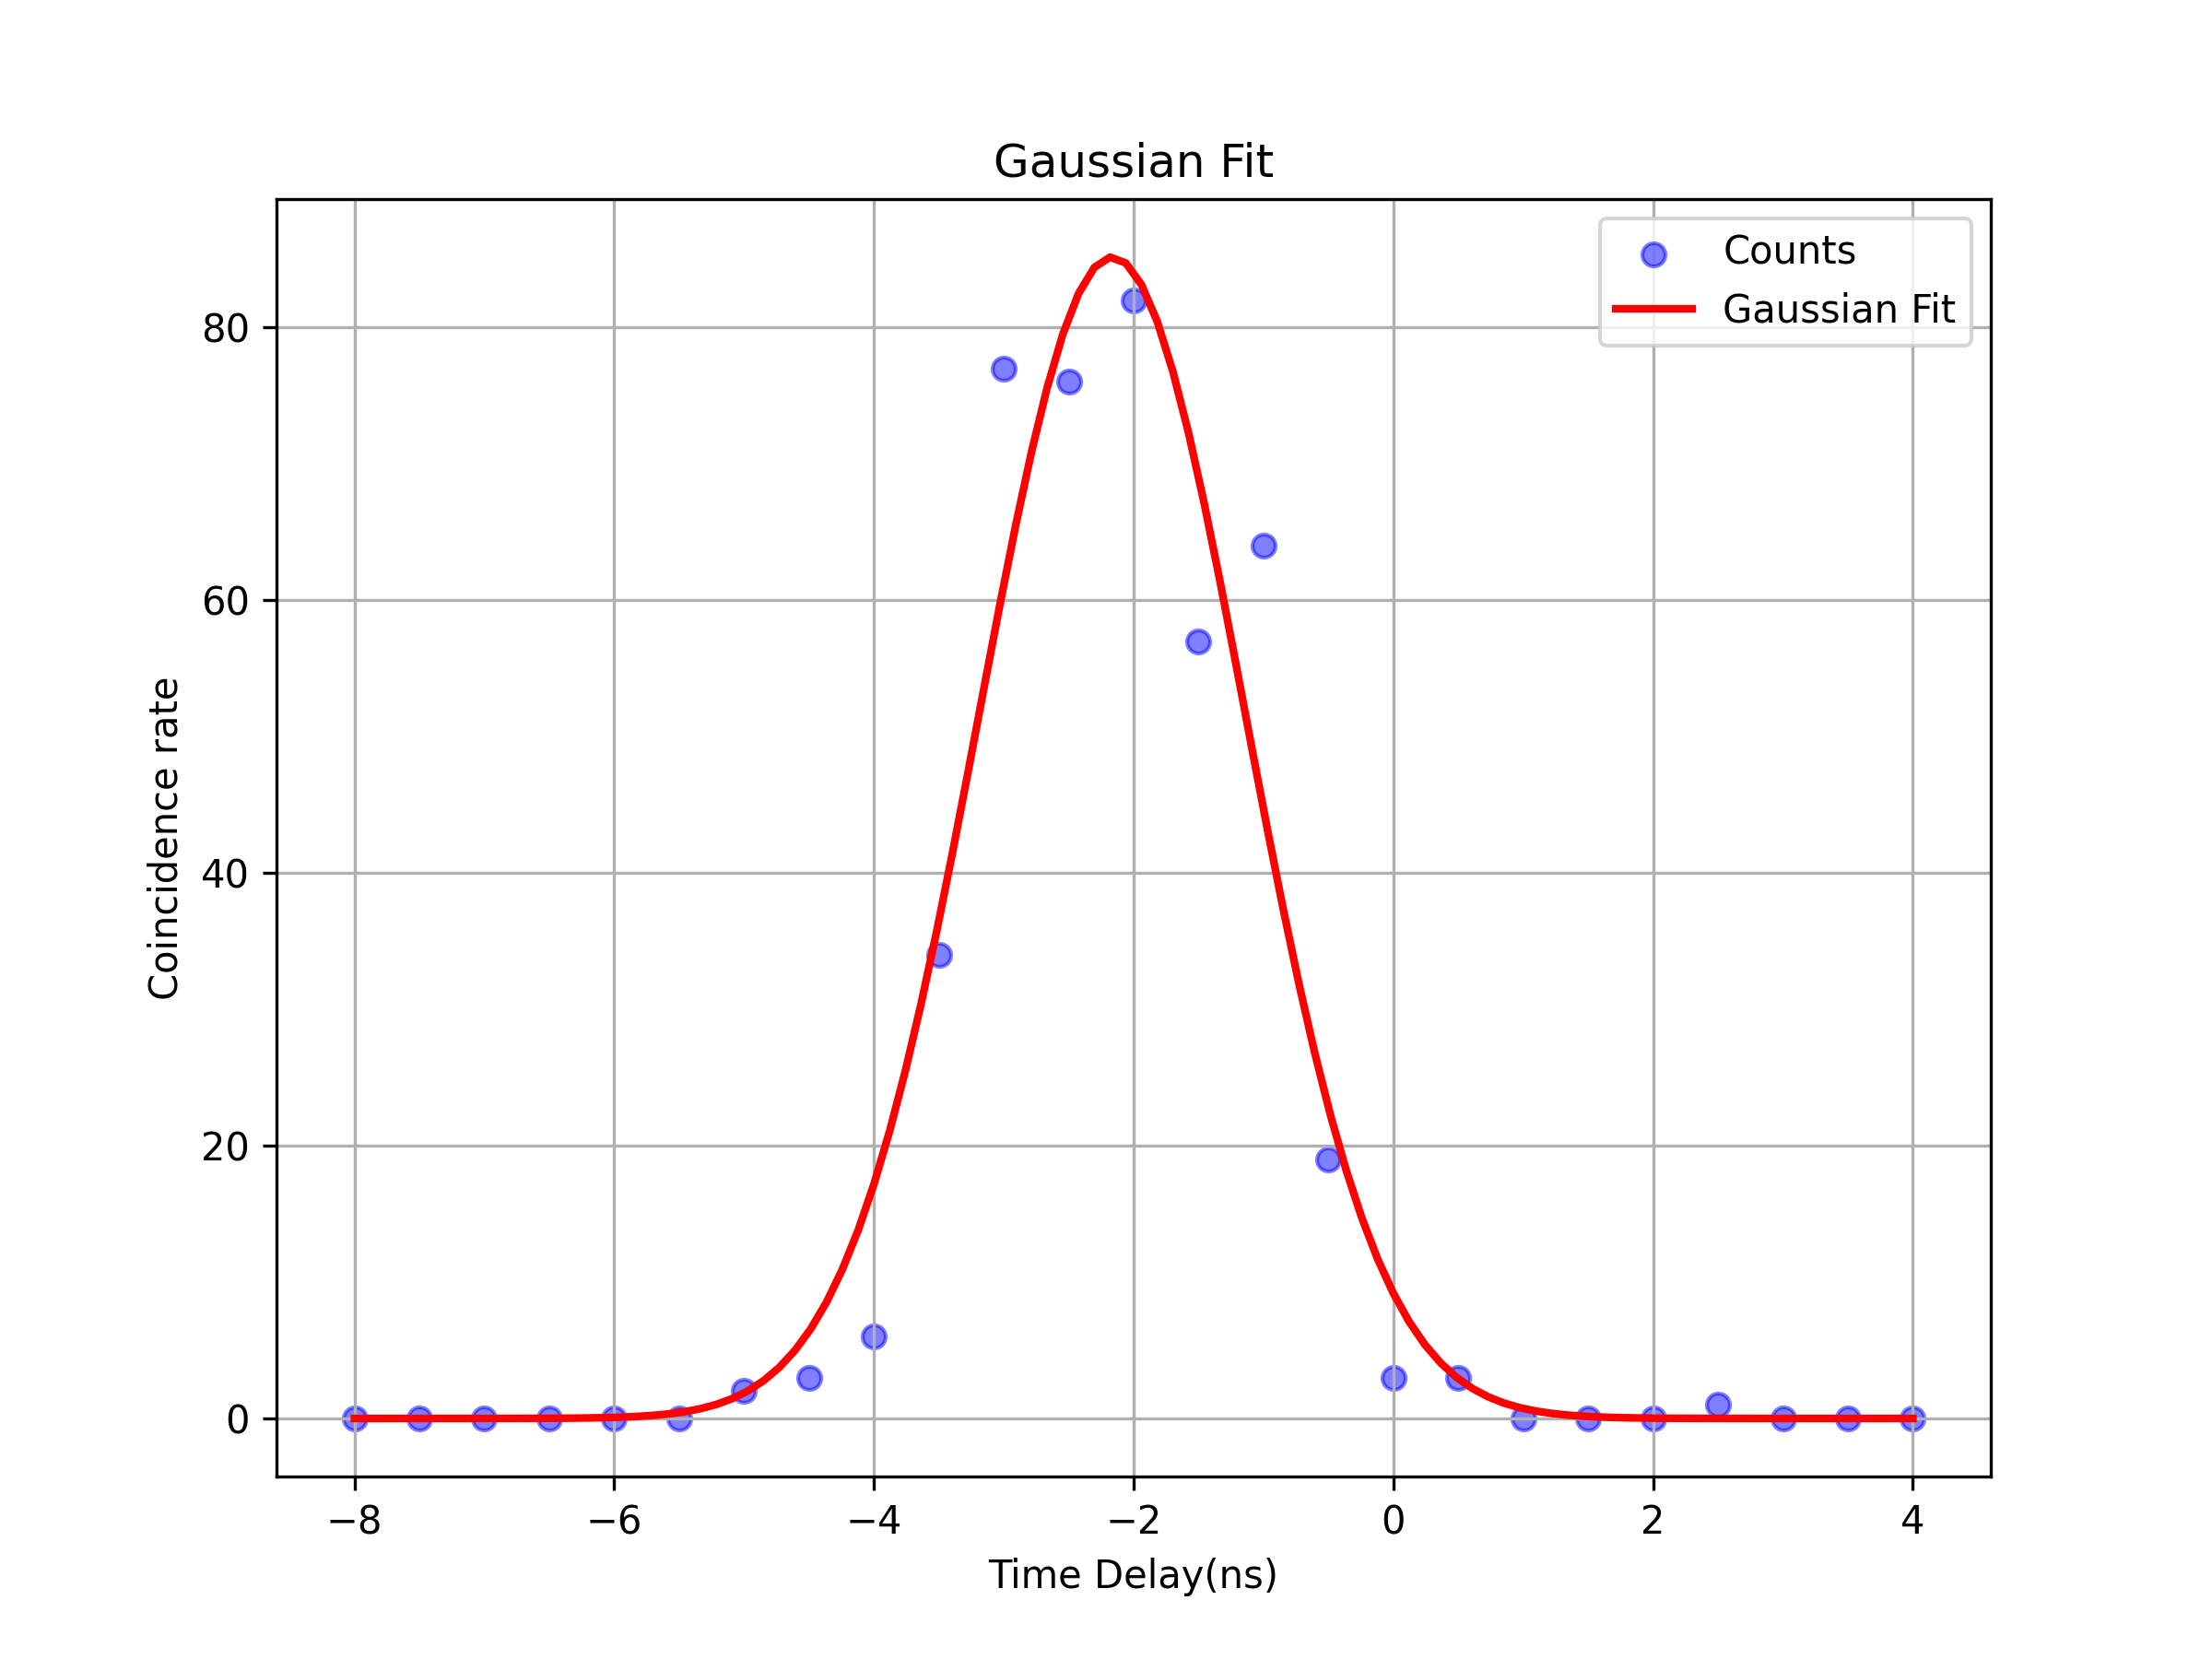 Gaussian Fit
Counts
Gaussian Fit
80
60
40
20
0
Coincidence rate
−8 −6 −4 −2 0 2 4
Time Delay(ns)